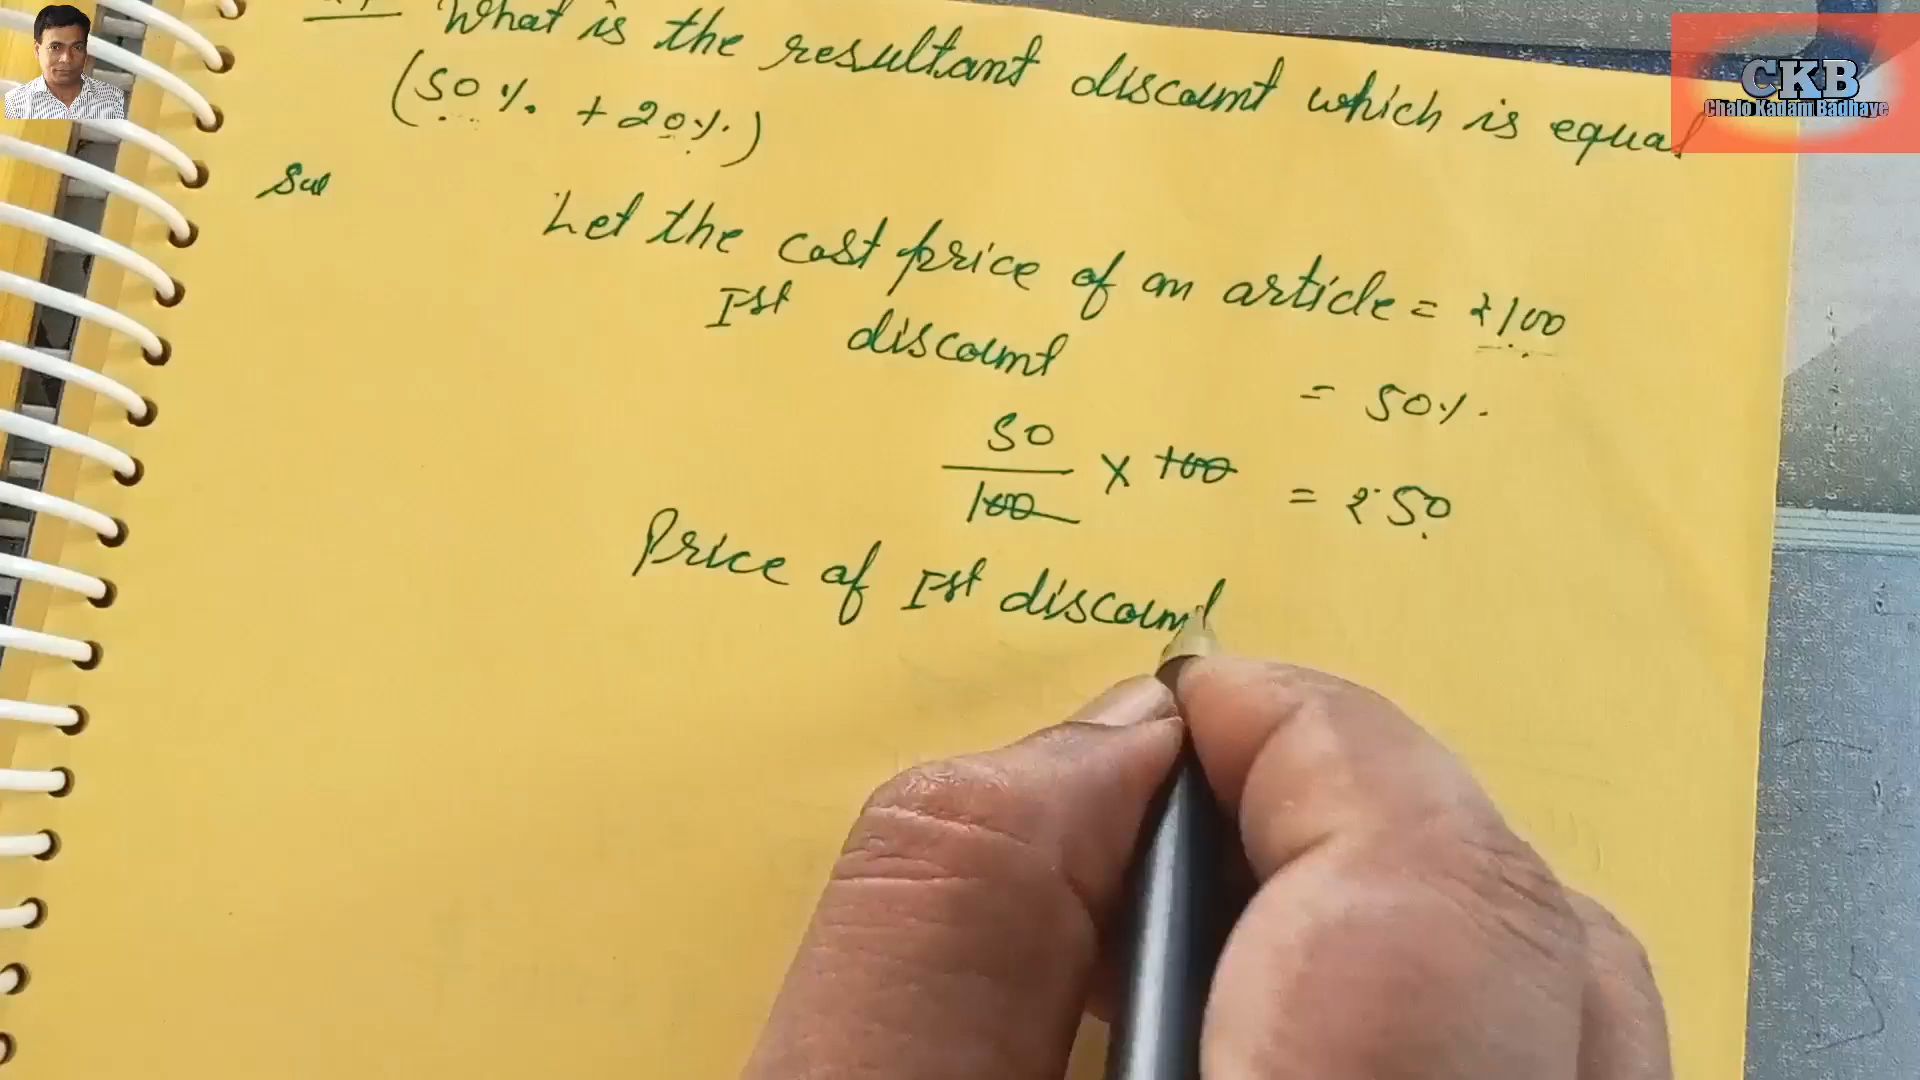 What is the resultant discount which is equal
(50% + 20%)
Let the cost price of an article = ₹100
Ist discount = 50%.
50/100 × 100 = ₹50
Price of Ist discount
CKB
Chalo Kadam Badhaye